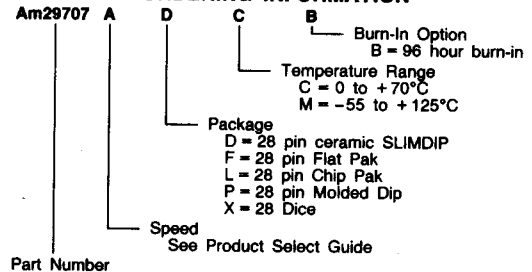 Am29707 A D C B
Burn-In Option
B = 96 hour burn-in
Temperature Range
C = 0 to +70°C
M = -55 to +125°C
Package
D = 28 pin ceramic SLIMDIP
F = 28 pin Flat Pak
L = 28 pin Chip Pak
P = 28 pin Molded Dip
X = 28 Dice
Speed
See Product Select Guide
Part Number